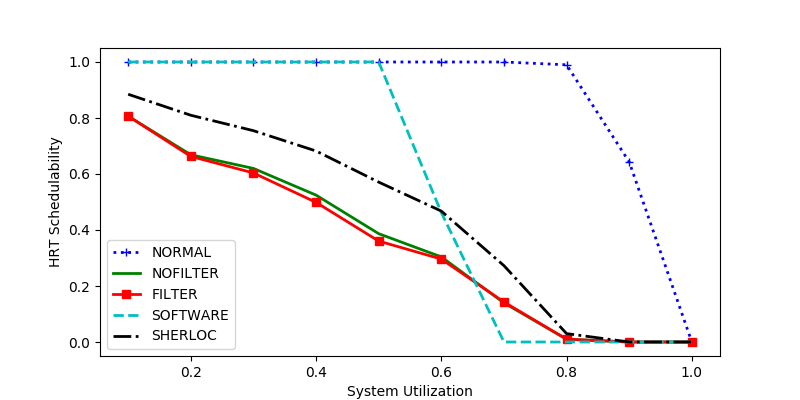 HRT Schedulability
1.0
0.8
0.6
0.4
0.2
0.0
NORMAL
NOFILTER
FILTER
SOFTWARE
SHERLOC
0.2 0.4 0.6 0.8 1.0
System Utilization